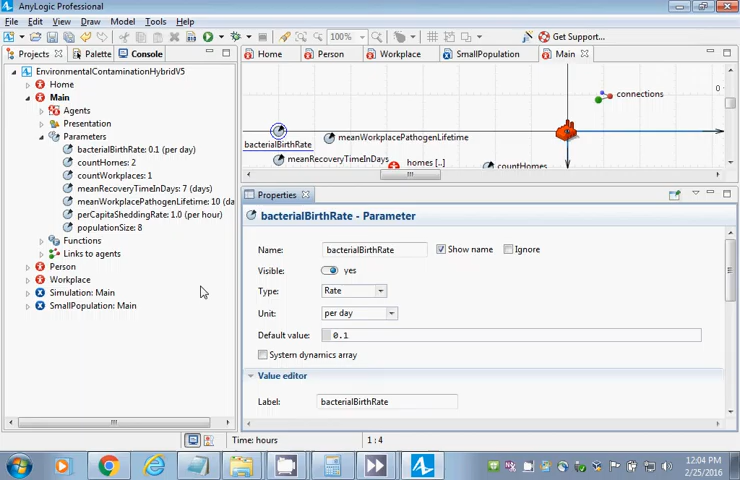 AnyLogic Professional
File Edit View Draw Model Tools Help
100% Get Support...
Projects Palette Console
Home Person Workplace SmallPopulation Main
EnvironmentalContaminationHybridV5
Home
Main
Agents
Presentation
Parameters
bacterialBirthRate: 0.1 (per day)
countHomes: 2
countWorkplaces: 1
meanRecoveryTimeInDays: 7 (days)
meanWorkplacePathogenLifetime: 10 (da
perCapitaSheddingRate: 1.0 (per hour)
populationSize: 8
Functions
Links to agents
Person
Workplace
Simulation: Main
SmallPopulation: Main
connections
0
bacterialBirthRate
meanWorkplacePathogenLifetime
meanRecoveryTimeInDays
homes [..]
countHomes
Properties
bacterialBirthRate - Parameter
Name: bacterialBirthRate Show name Ignore
Visible: yes
Type: Rate
Unit: per day
Default value: 0.1
System dynamics array
Value editor
Label: bacterialBirthRate
Time: hours 1:4
12:04 PM
2/25/2016